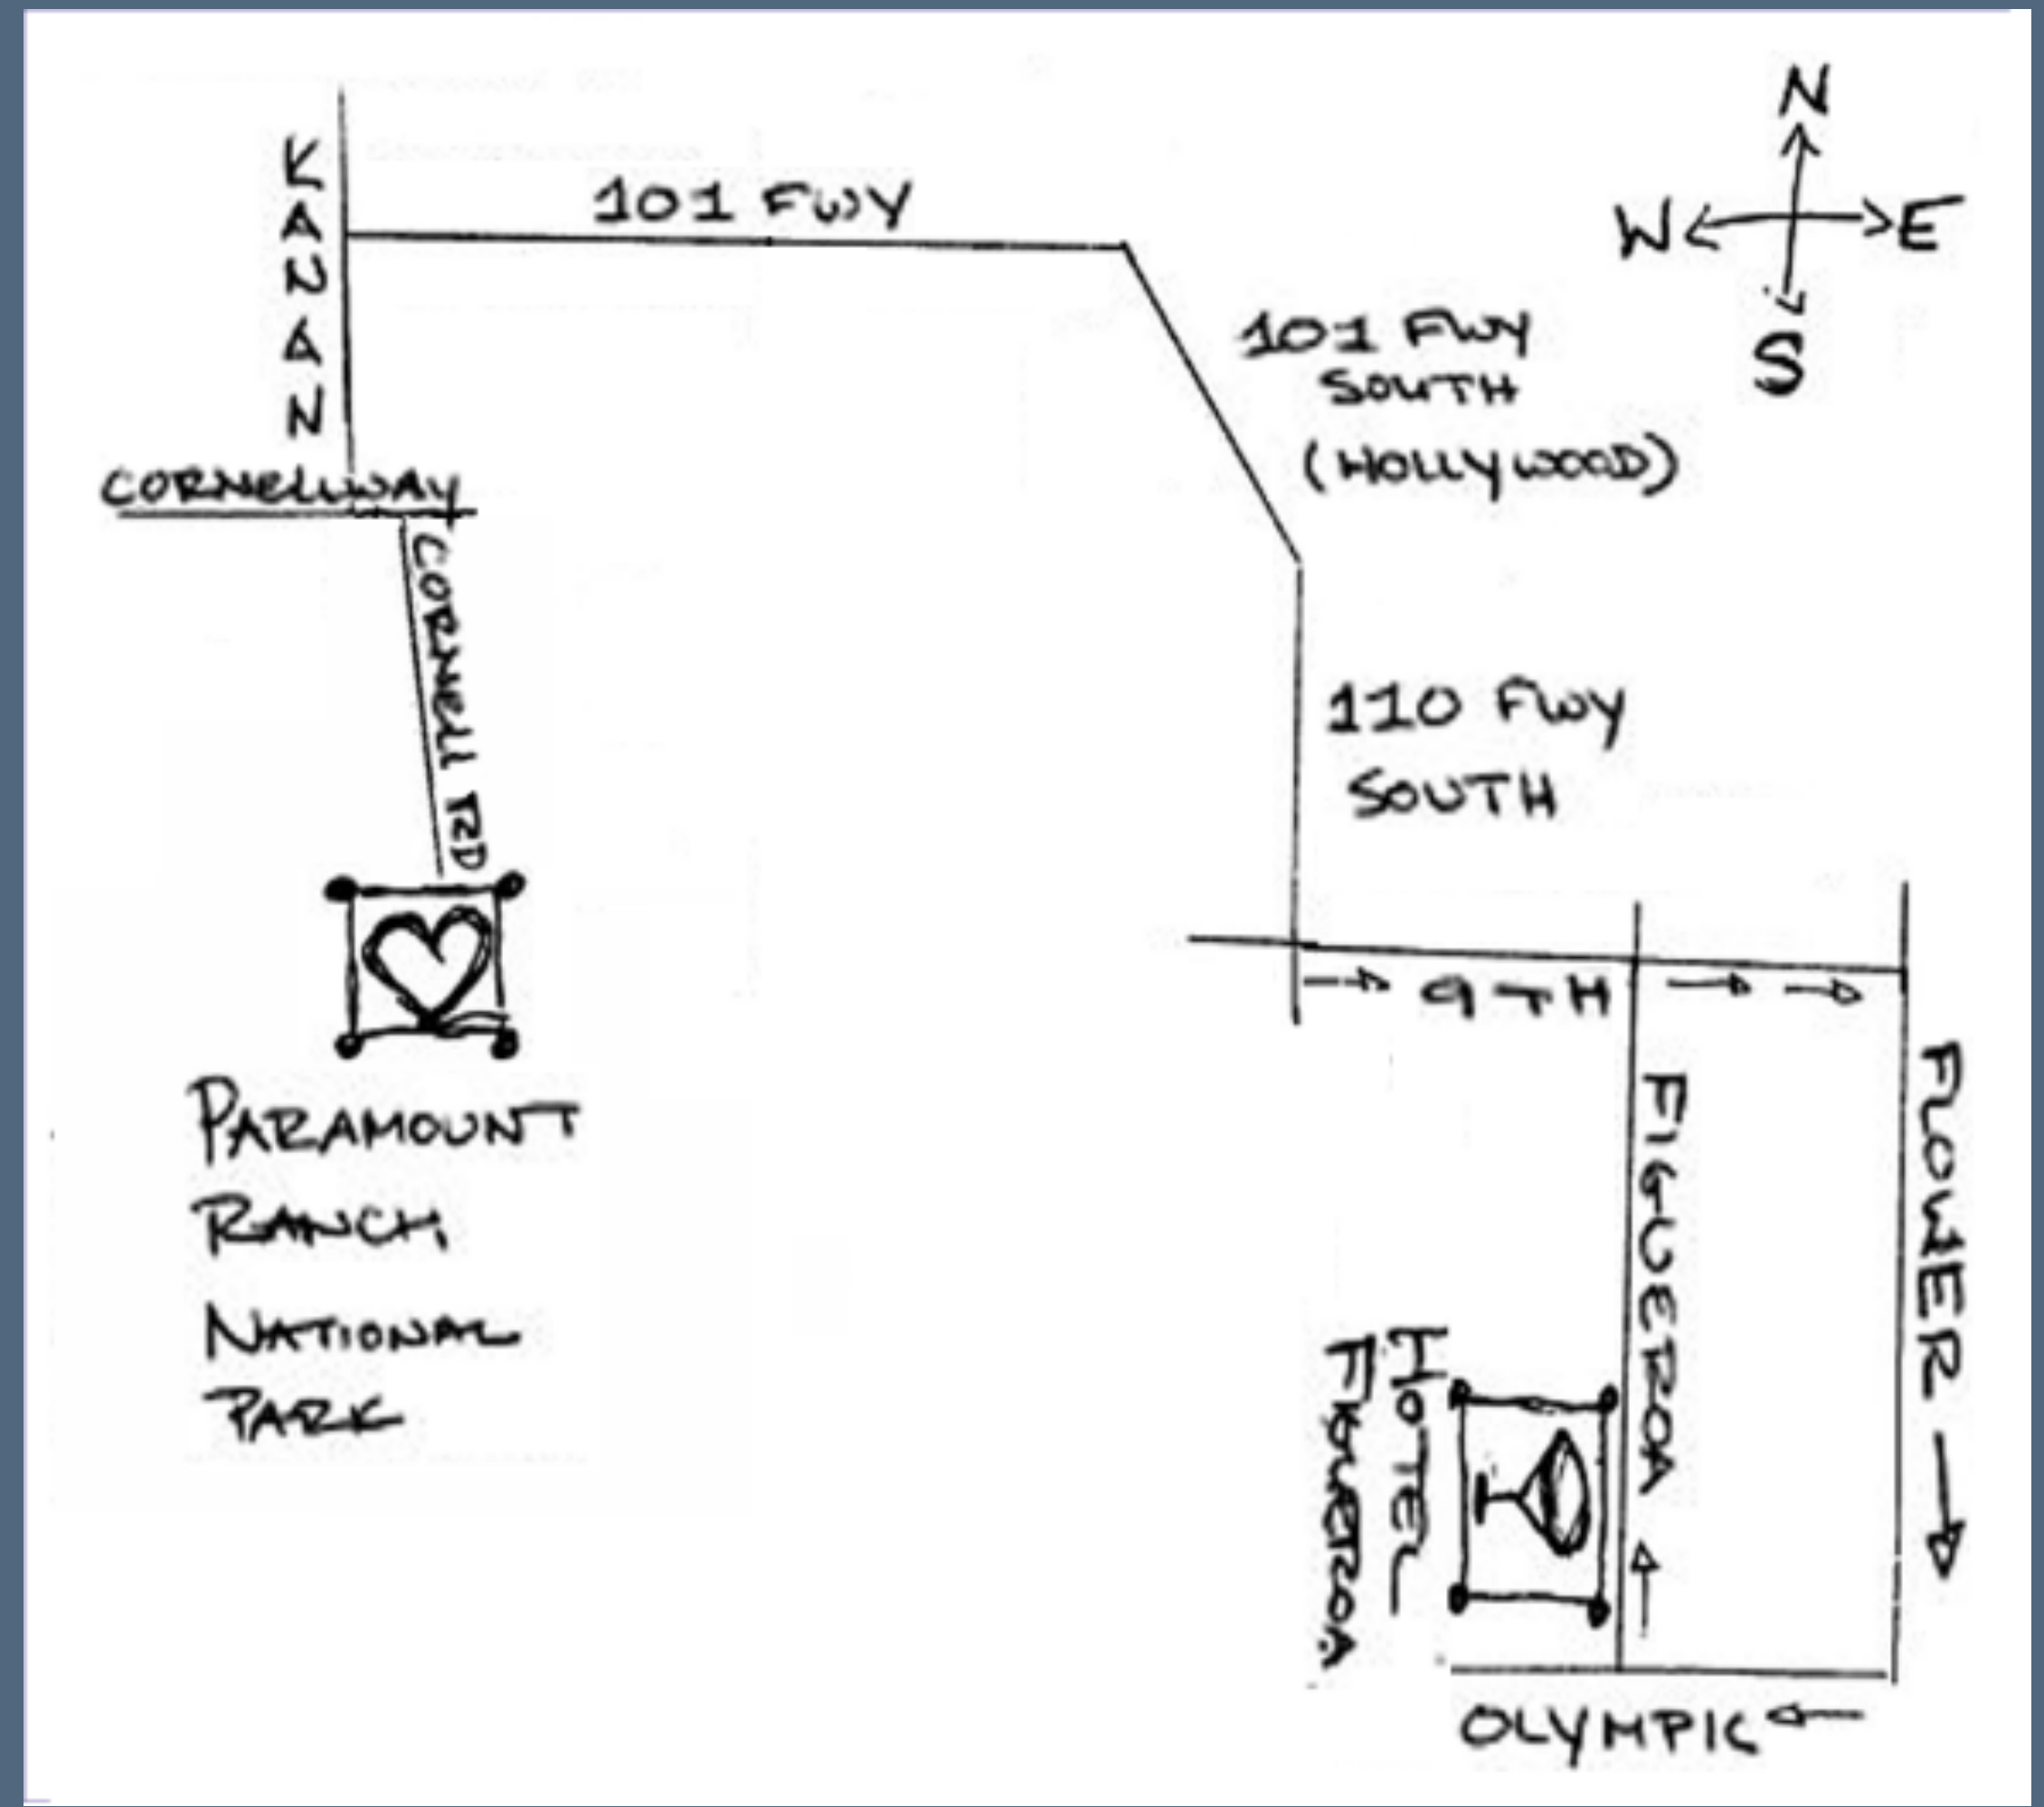 N
W
E
S
KANAN
101 FWY
101 FWY
SOUTH
(HOLLYWOOD)
CORNELL WAY
CORNELL RD
110 FWY
SOUTH
9TH
PARAMOUNT
RANCH
NATIONAL
PARK
FIGUEROA
FLOWER
HOTEL
FIGUEROA
OLYMPIC